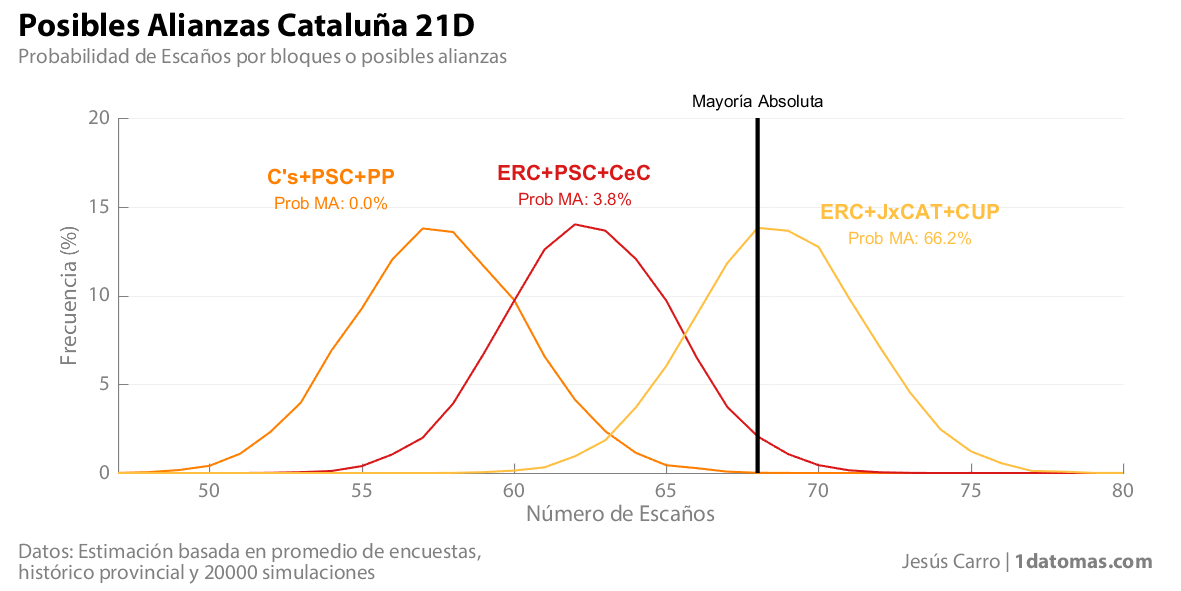 Posibles Alianzas Cataluña 21D
Probabilidad de Escaños por bloques o posibles alianzas
Mayoría Absoluta
20
C's+PSC+PP
Prob MA: 0.0%
ERC+PSC+CeC
Prob MA: 3.8%
ERC+JxCAT+CUP
Prob MA: 66.2%
15
10
5
0
Frecuencia (%)
50 55 60 65 70 75 80
Número de Escaños
Datos: Estimación basada en promedio de encuestas,
histórico provincial y 20000 simulaciones
Jesús Carro | 1datomas.com